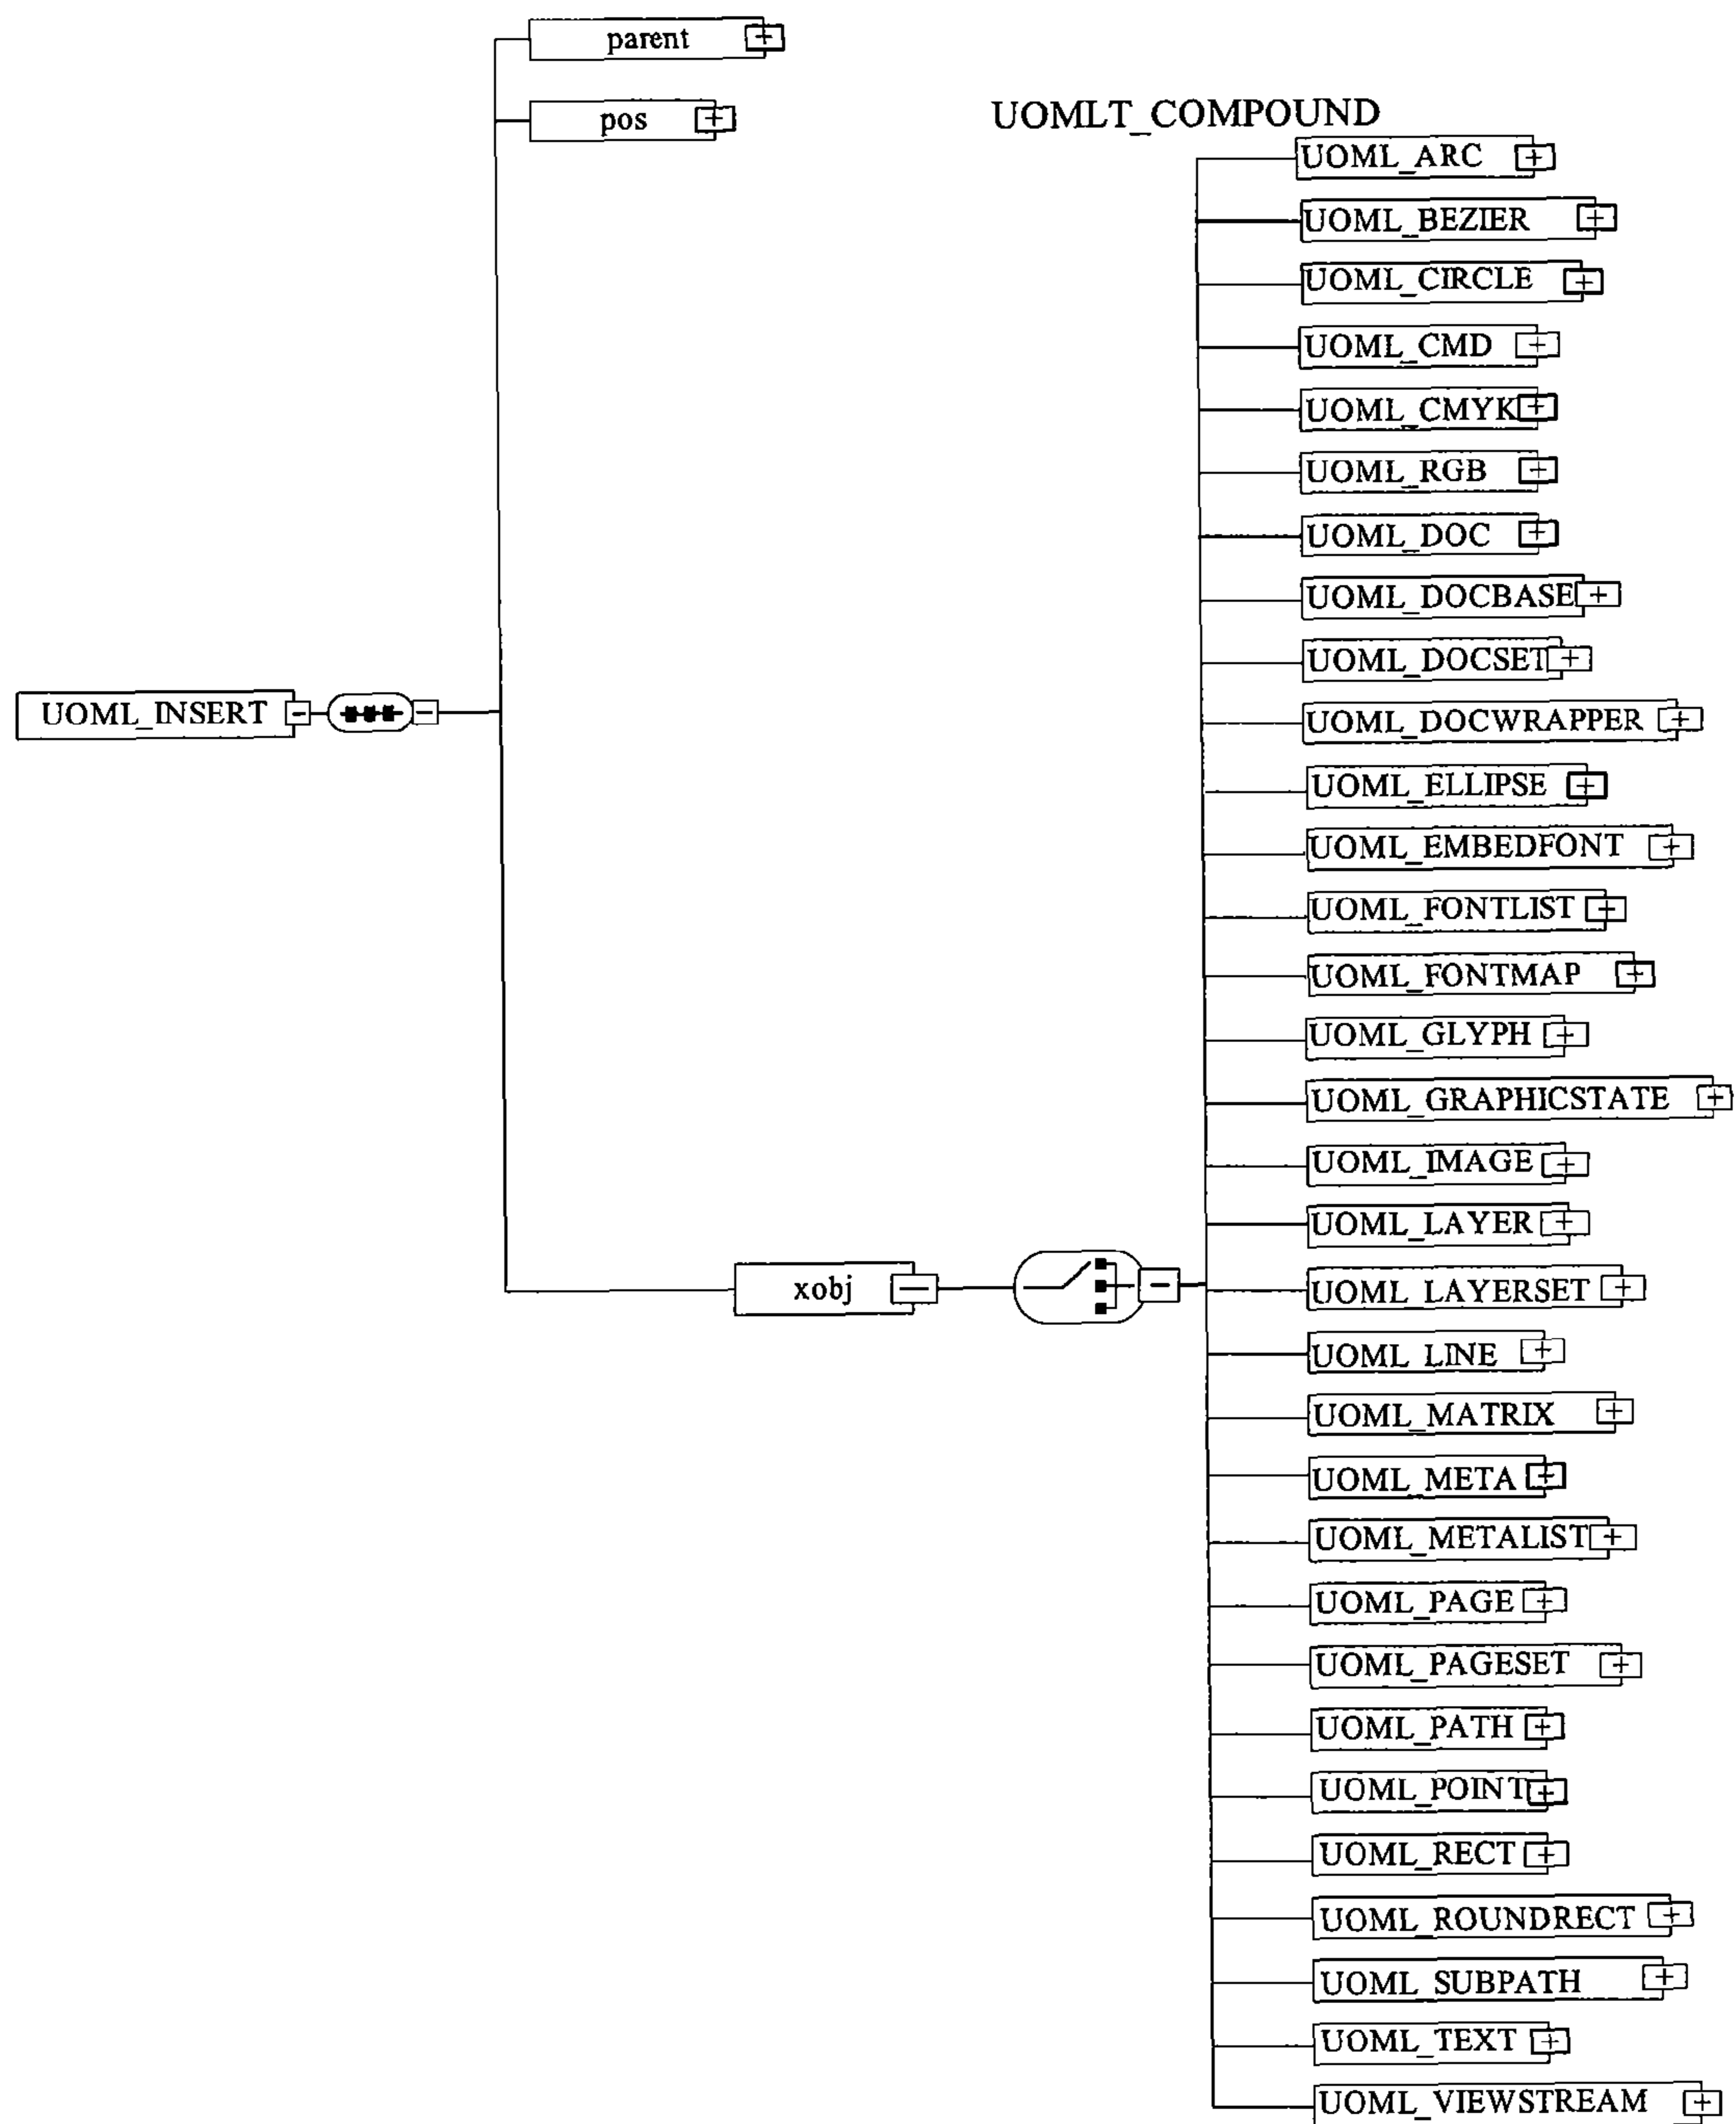 parent
pos
UOMLT_COMPOUND
UOML_ARC
UOML_BEZIER
UOML_CIRCLE
UOML_CMD
UOML_CMYK
UOML_RGB
UOML_DOC
UOML_DOCBASE
UOML_DOCSET
UOML_INSERT
UOML_DOCWRAPPER
UOML_ELLIPSE
UOML_EMBEDFONT
UOML_FONTLIST
UOML_FONTMAP
UOML_GLYPH
UOML_GRAPHICSTATE
UOML_IMAGE
UOML_LAYER
xobj
UOML_LAYERSET
UOML_LINE
UOML_MATRIX
UOML_META
UOML_METALIST
UOML_PAGE
UOML_PAGESET
UOML_PATH
UOML_POINT
UOML_RECT
UOML_ROUNDRECT
UOML_SUBPATH
UOML_TEXT
UOML_VIEWSTREAM